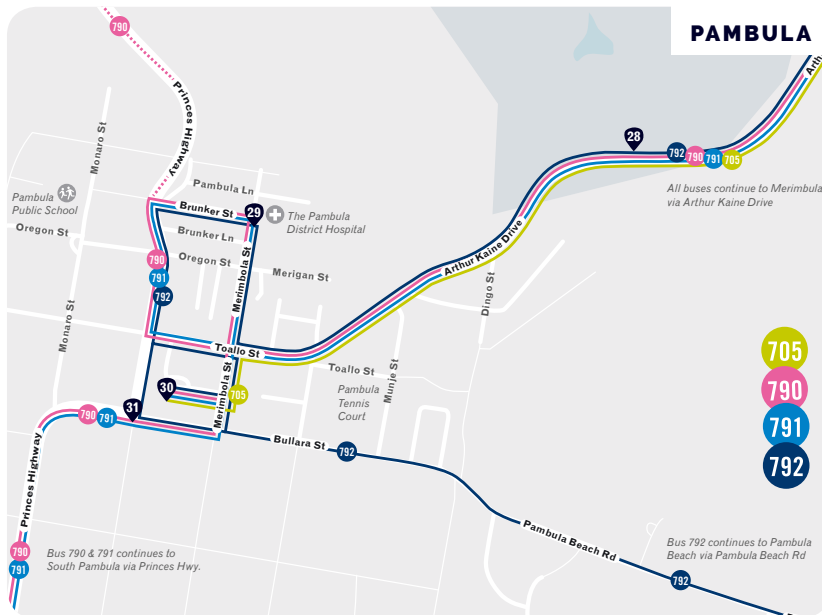 PAMBULA
790
Princes Highway
Arth
28
792
790
791
705
All buses continue to Merimbula
via Arthur Kaine Drive
Monaro St
Pambula
Public School
Pambula Ln
Brunker St
29
The Pambula
District Hospital
Oregon St
Brunker Ln
Oregon St
Merigan St
Merimbola St
Arthur Kaine Drive
Dingo St
790
791
792
Monaro St
Toallo St
Toallo St
Munje St
Merimbola St
30
705
Pambula
Tennis
Court
705
790
791
792
31
790
791
Bullara St
792
Princes Highway
Pambula Beach Rd
790
791
Bus 790 & 791 continues to
South Pambula via Princes Hwy.
Bus 792 continues to Pambula
Beach via Pambula Beach Rd
792